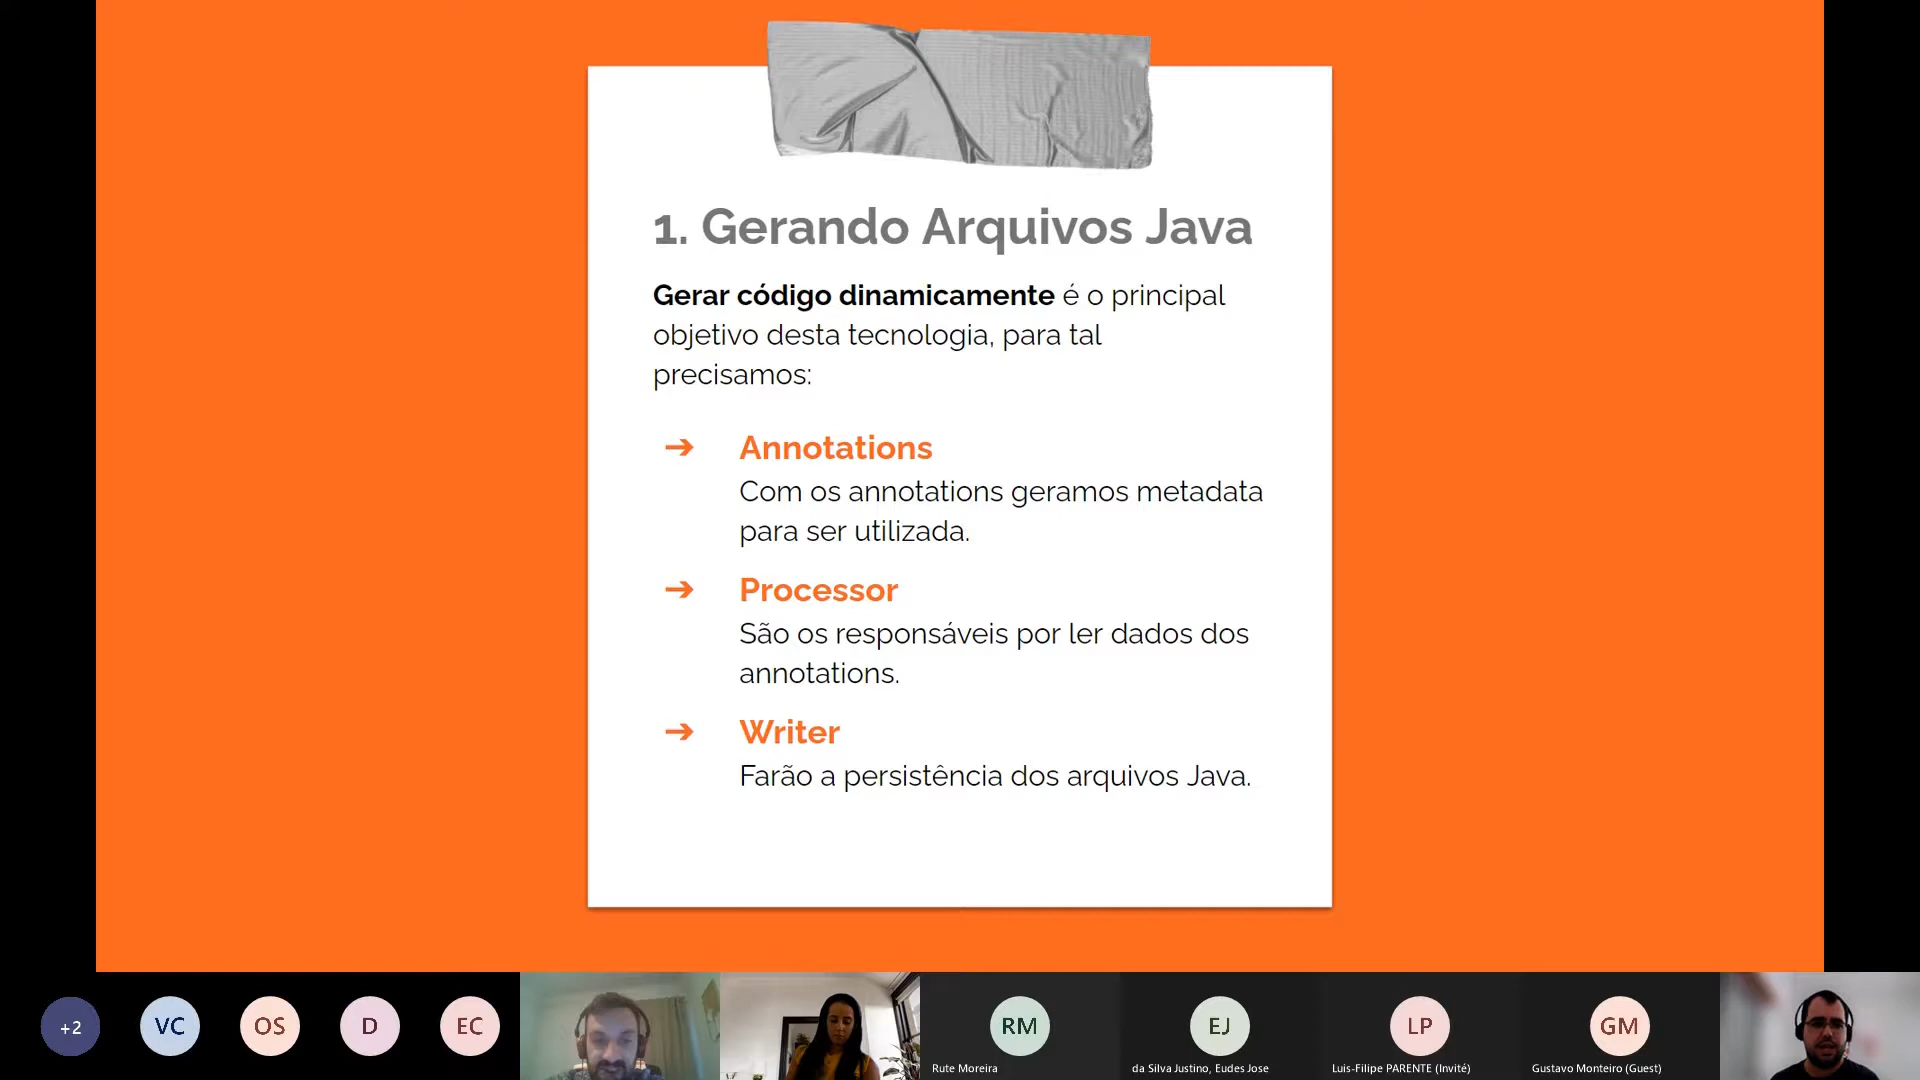 1. Gerando Arquivos Java
Gerar código dinamicamente é o principal
objetivo desta tecnologia, para tal
precisamos:
➔ Annotations
Com os annotations geramos metadata
para ser utilizada.
➔ Processor
São os responsáveis por ler dados dos
annotations.
➔ Writer
Farão a persistência dos arquivos Java.
+2
VC
OS
D
EC
RM
Rute Moreira
EJ
da Silva Justino, Eudes Jose
LP
Luis-Filipe PARENTE (Invité)
GM
Gustavo Monteiro (Guest)